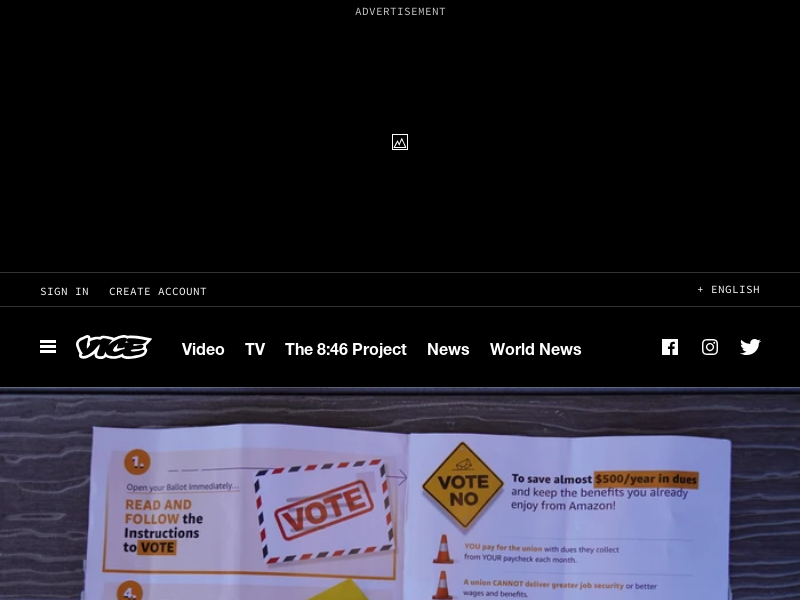 ADVERTISEMENT
SIGN IN
CREATE ACCOUNT
+ ENGLISH
VICE
Video
TV
The 8:46 Project
News
World News
1.
Open your Ballot immediately...
READ AND
FOLLOW the
Instructions
to VOTE
VOTE
4.
VOTE
NO
To save almost $500/year in dues
and keep the benefits you already
enjoy from Amazon!
YOU pay for the union with dues they collect
from YOUR paycheck each month.
A union CANNOT deliver greater job security or better
wages and benefits.